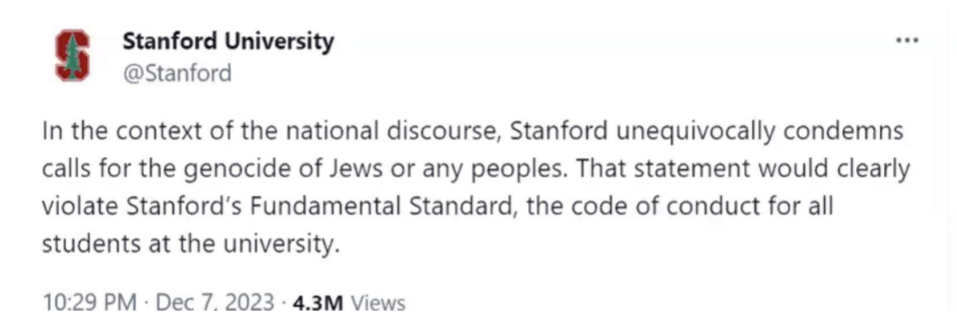 Stanford University
@Stanford
In the context of the national discourse, Stanford unequivocally condemns
calls for the genocide of Jews or any peoples. That statement would clearly
violate Stanford's Fundamental Standard, the code of conduct for all
students at the university.
10:29 PM · Dec 7, 2023 · 4.3M Views